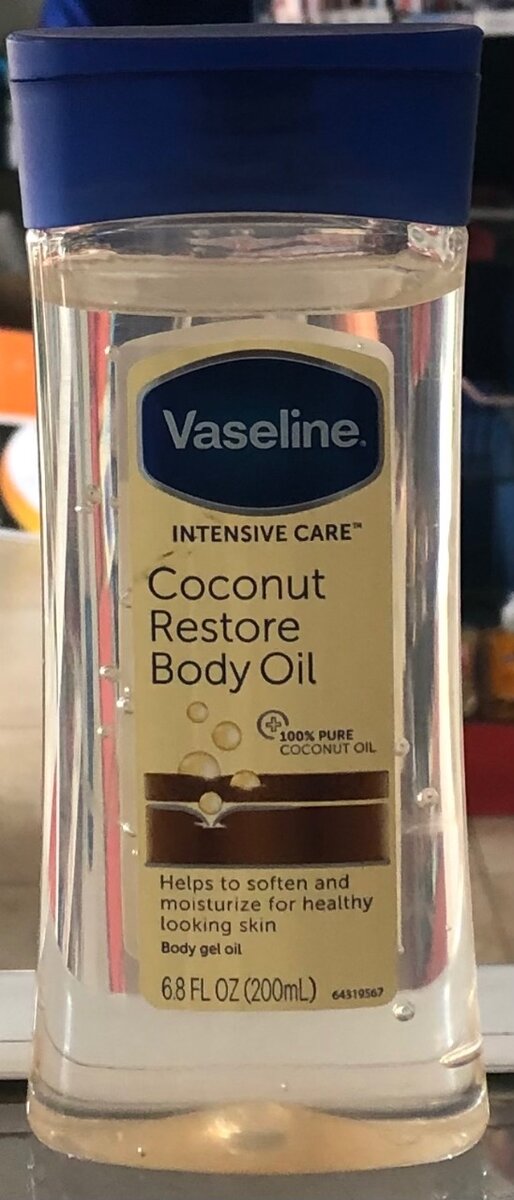 Vaseline.
INTENSIVE CARE™
Coconut
Restore
Body Oil
100% PURE
COCONUT OIL
Helps to soften and
moisturize for healthy
looking skin
Body gel oil
6.8 FL OZ (200mL) 64319567